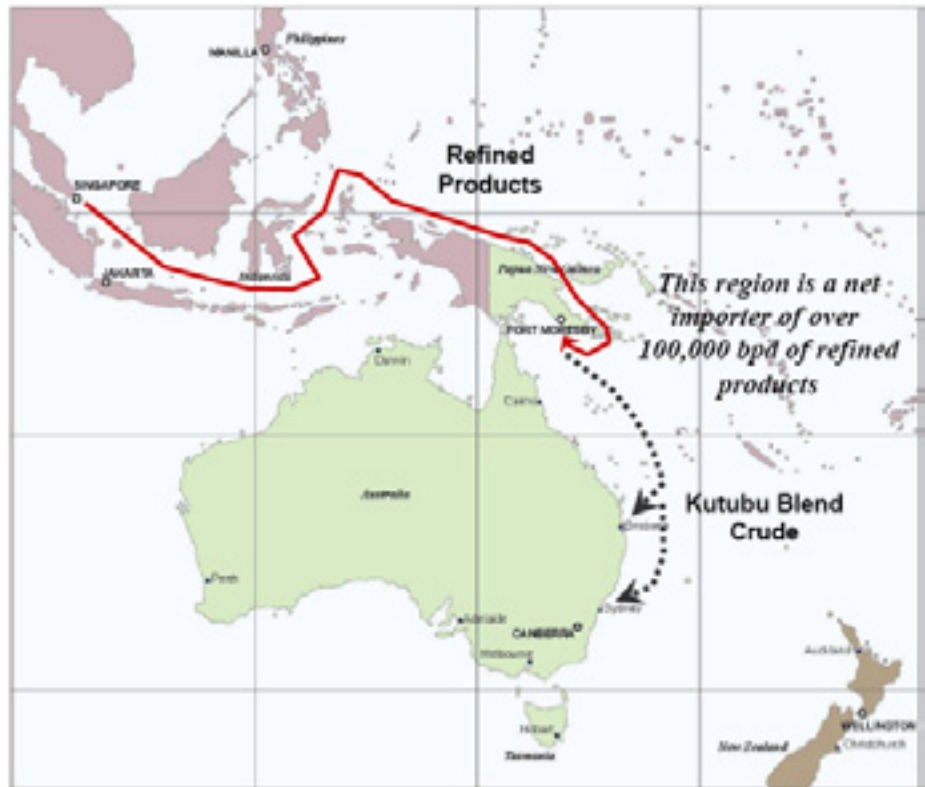 MANILLA
Philippines
Refined
Products
SINGAPORE
JAKARTA
Indonesia
Papua New Guinea
This region is a net
importer of over
100,000 bpd of refined
products
PORT MORESBY
Darwin
Cairns
Australia
Kutubu Blend
Crude
Brisbane
Perth
Sydney
Adelaide
CANBERRA
Melbourne
Auckland
Hobart
Tasmania
WELLINGTON
New Zealand
Christchurch